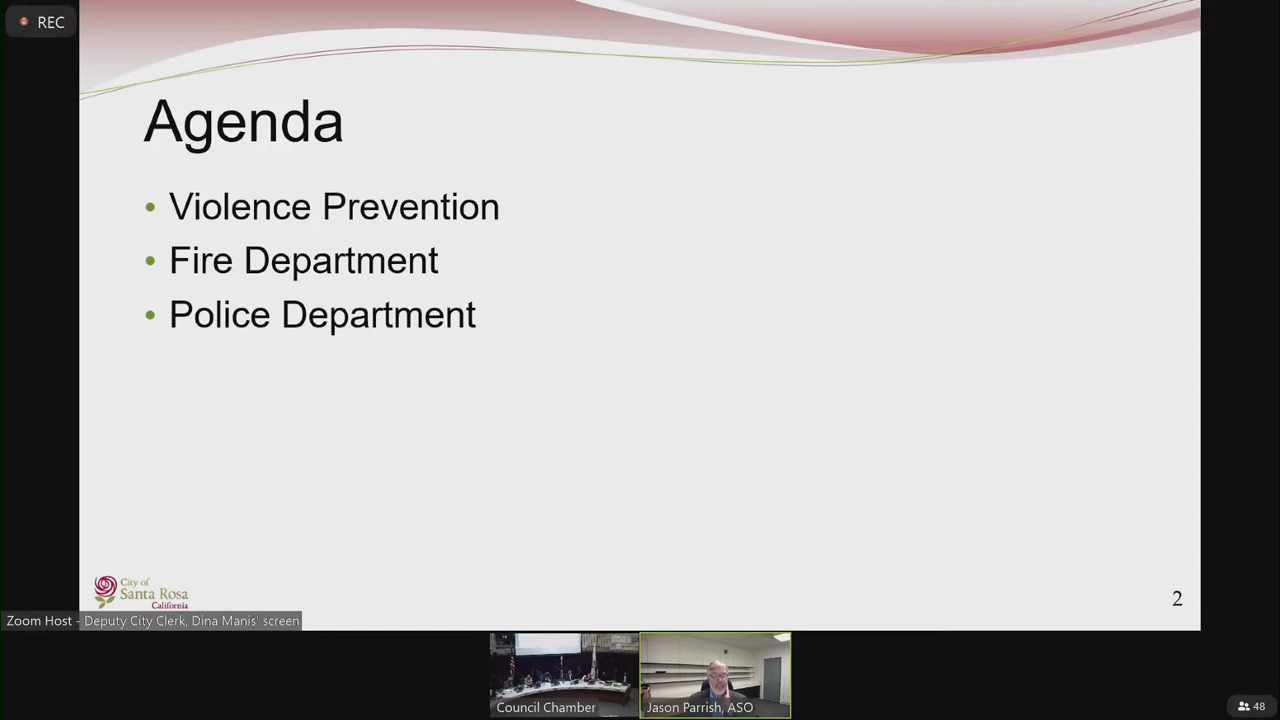 REC
Agenda
• Violence Prevention
• Fire Department
• Police Department
City of
Santa Rosa
California
2
Zoom Host - Deputy City Clerk, Dina Manis' screen
Council Chamber
Jason Parrish, ASO
48